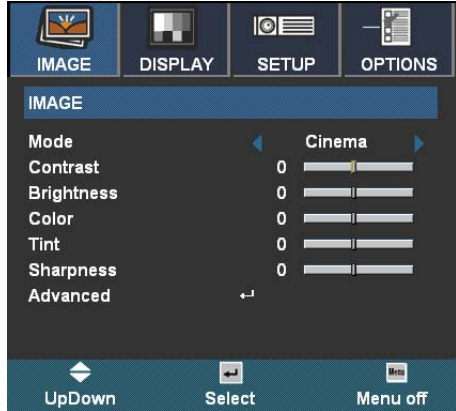 IMAGE DISPLAY SETUP OPTIONS
IMAGE
Mode Cinema
Contrast 0
Brightness 0
Color 0
Tint 0
Sharpness 0
Advanced
Menu
UpDown Select Menu off